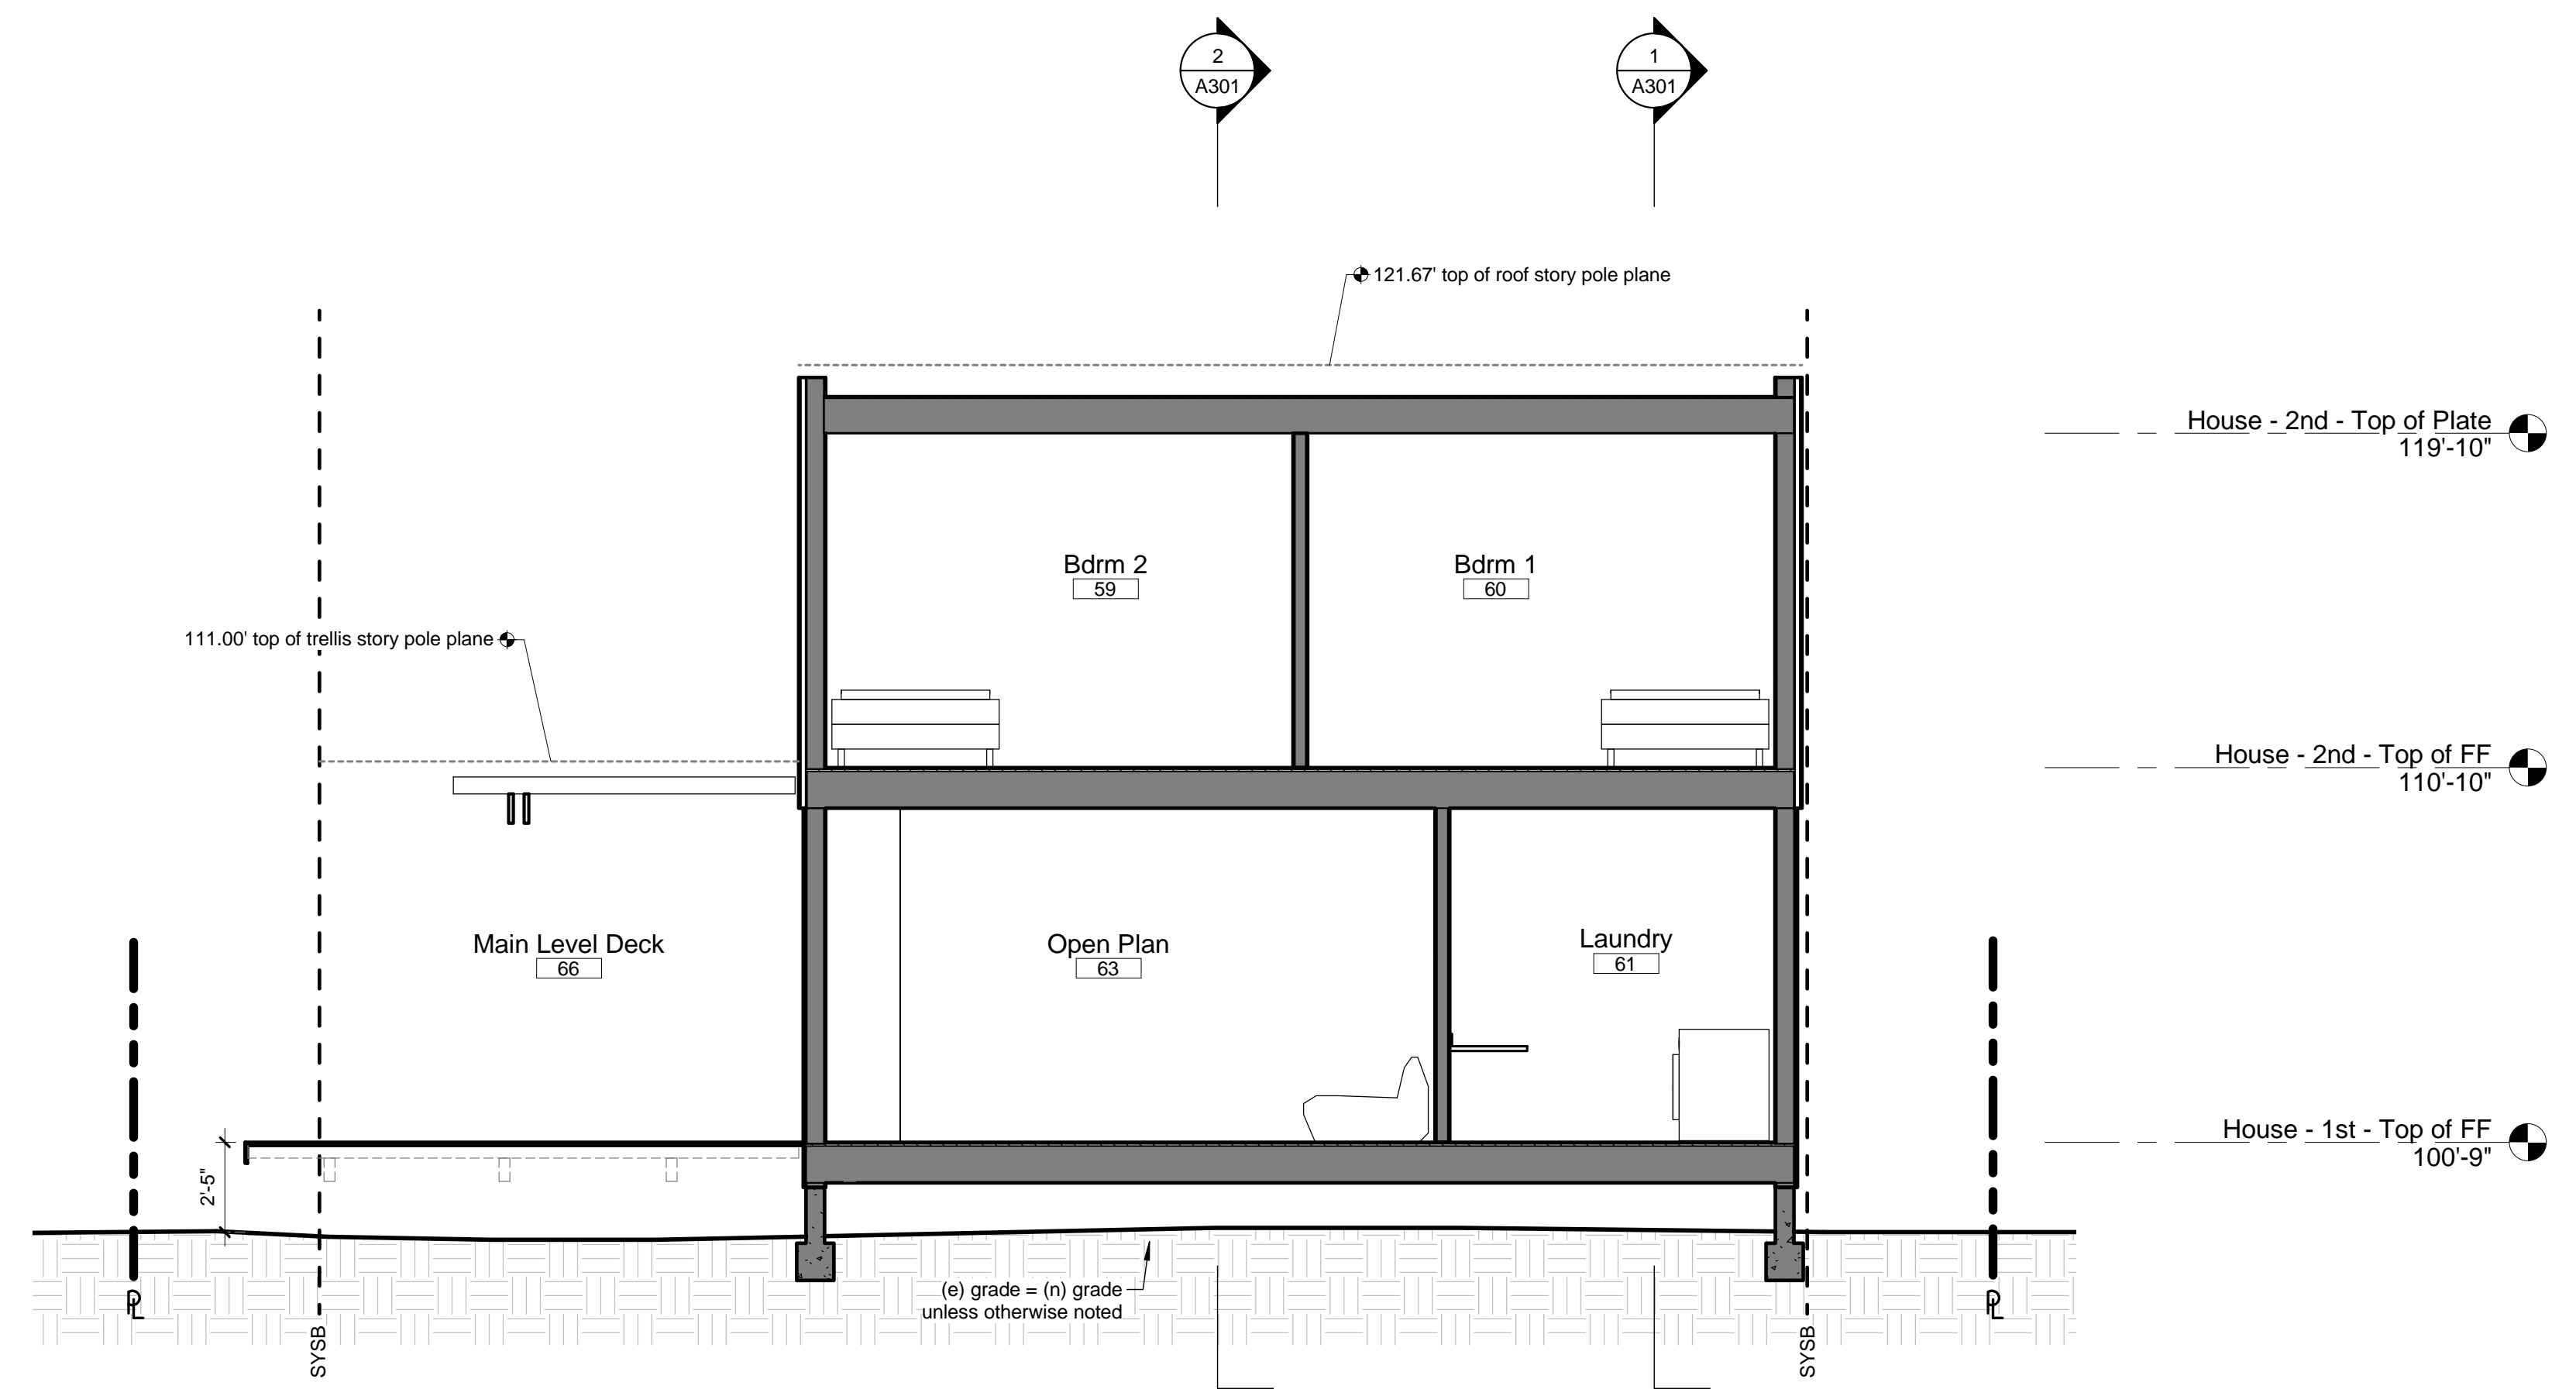 2
A301
1
A301
121.67' top of roof story pole plane
House - 2nd - Top of Plate
119'-10"
Bdrm 2
59
Bdrm 1
60
111.00' top of trellis story pole plane
House - 2nd - Top of FF
110'-10"
Main Level Deck
66
Open Plan
63
Laundry
61
House - 1st - Top of FF
100'-9"
2'-5"
(e) grade = (n) grade
unless otherwise noted
PL
PL
SYSB
SYSB